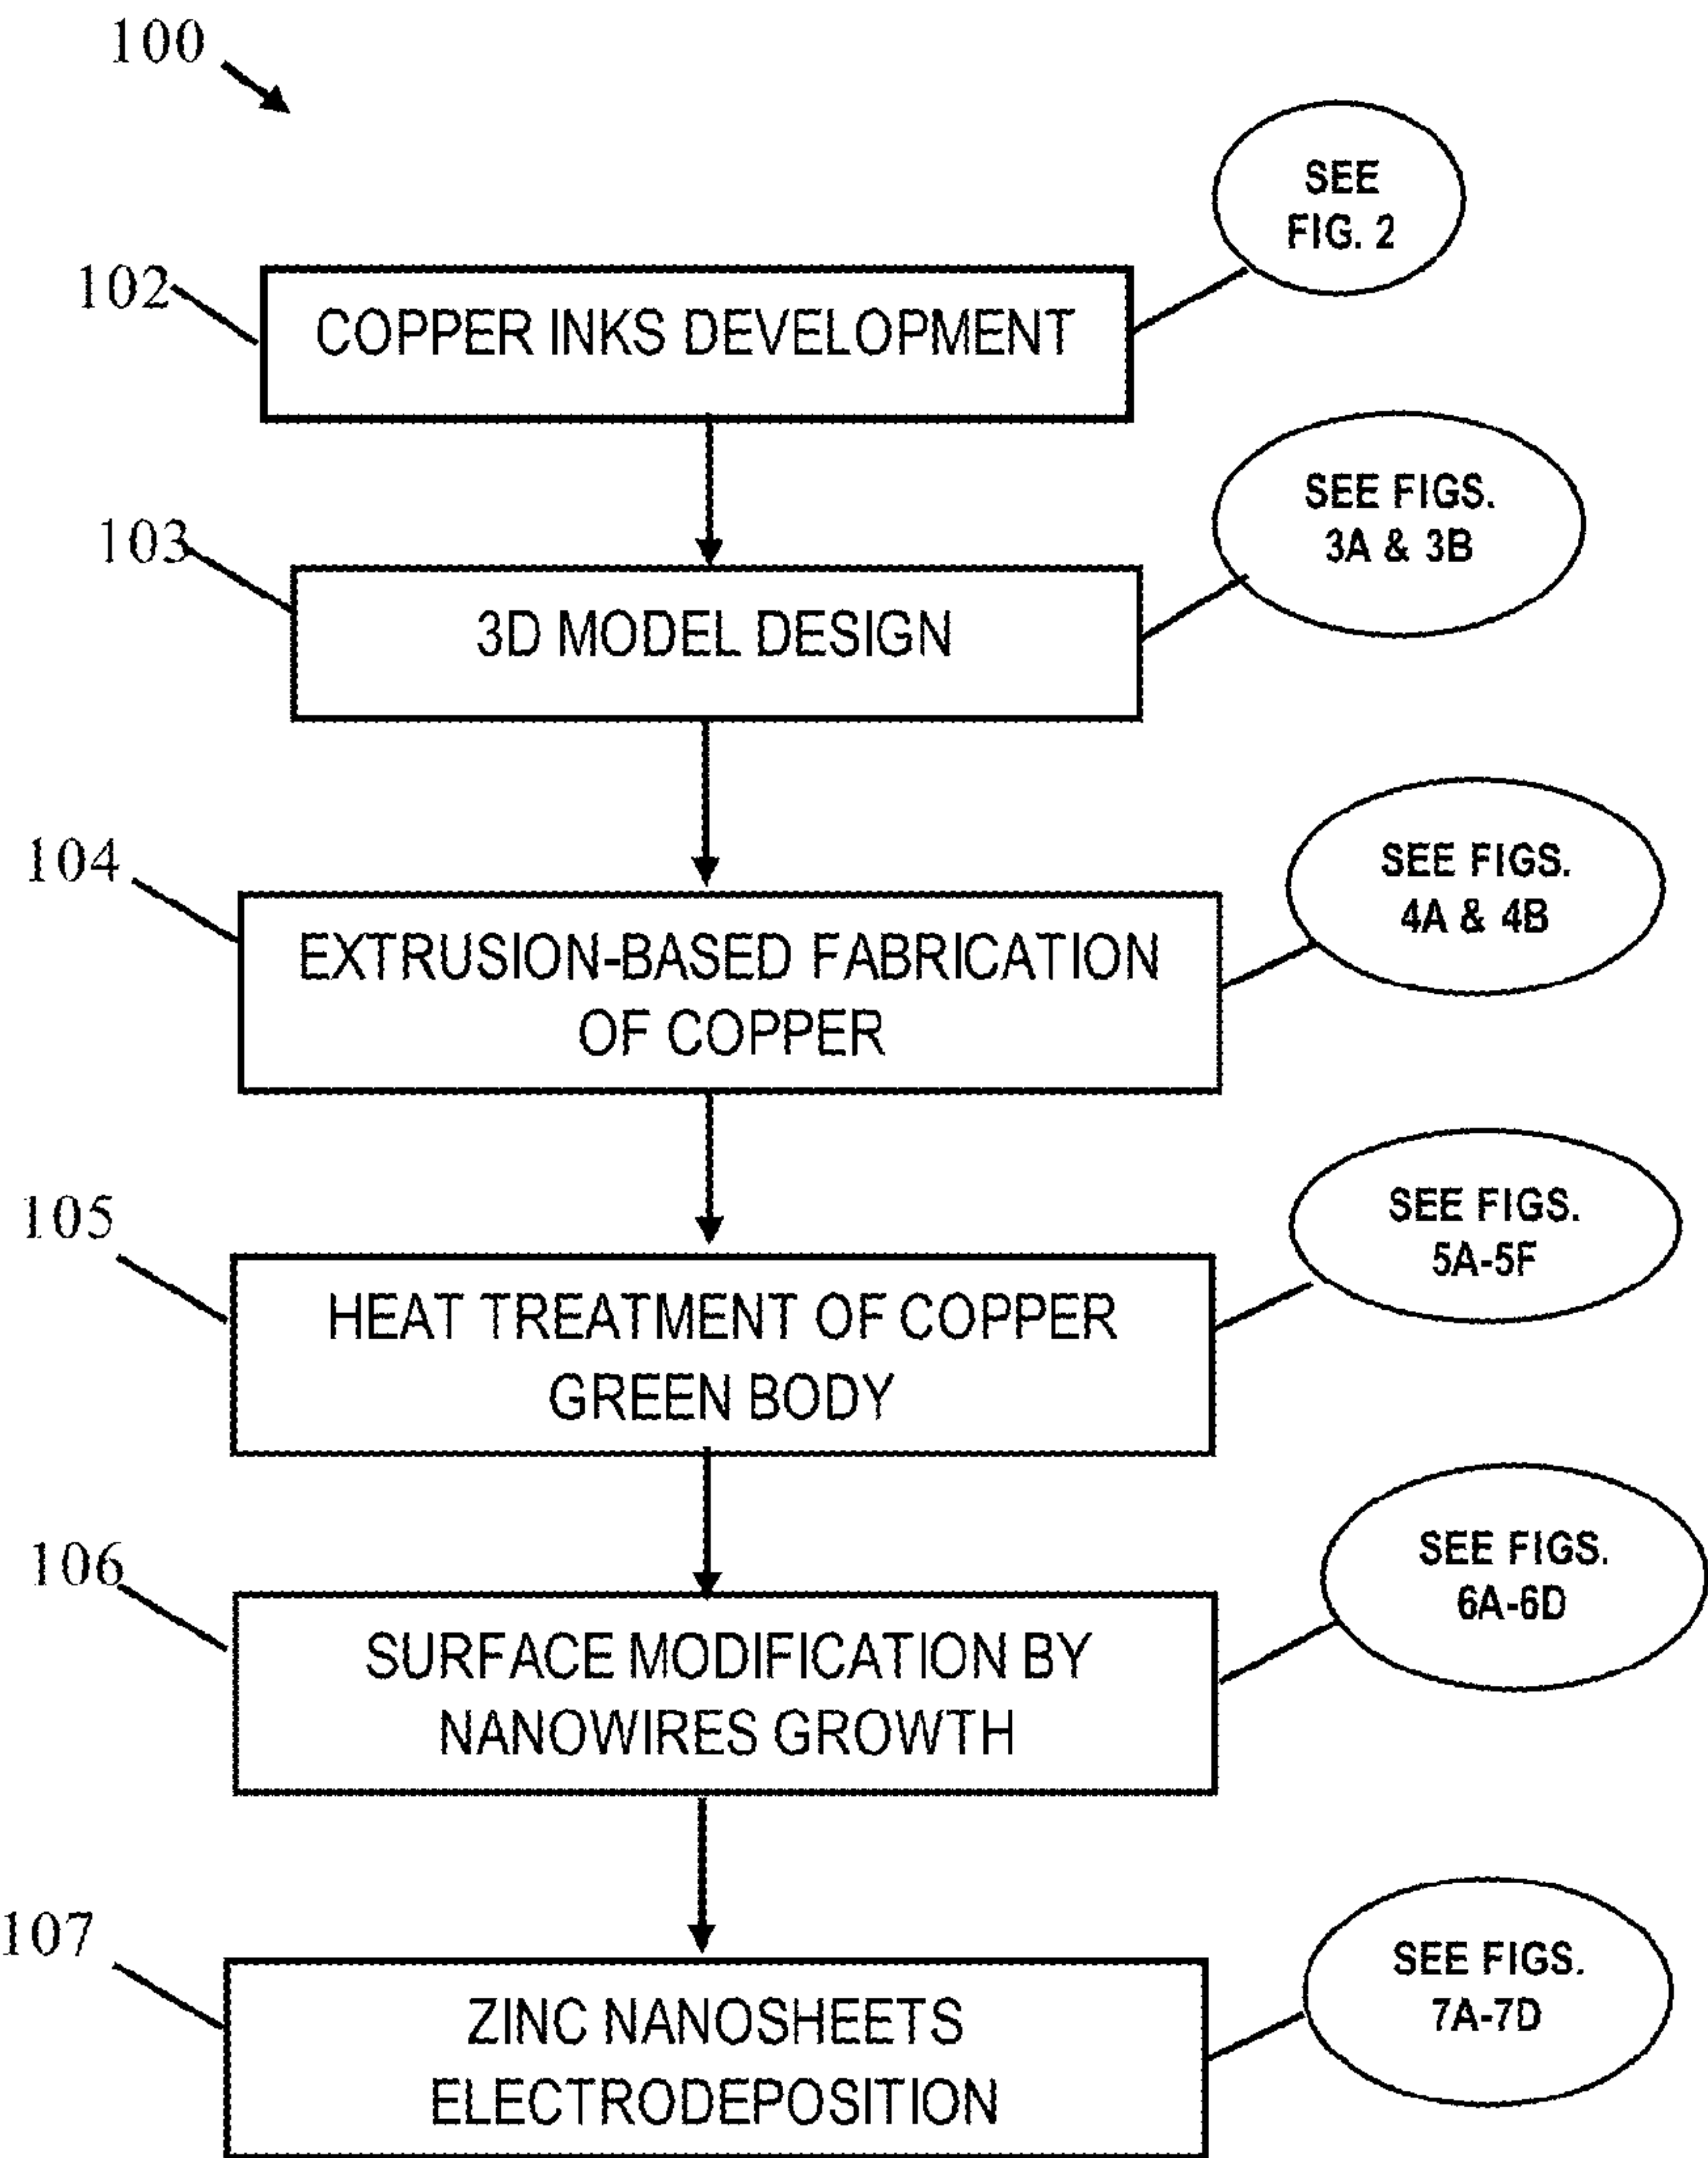 100
SEE
FIG. 2
102
COPPER INKS DEVELOPMENT
SEE FIGS.
3A & 3B
103
3D MODEL DESIGN
SEE FIGS.
4A & 4B
104
EXTRUSION-BASED FABRICATION
OF COPPER
SEE FIGS.
5A-5F
105
HEAT TREATMENT OF COPPER
GREEN BODY
SEE FIGS.
6A-6D
106
SURFACE MODIFICATION BY
NANOWIRES GROWTH
SEE FIGS.
7A-7D
107
ZINC NANOSHEETS
ELECTRODEPOSITION